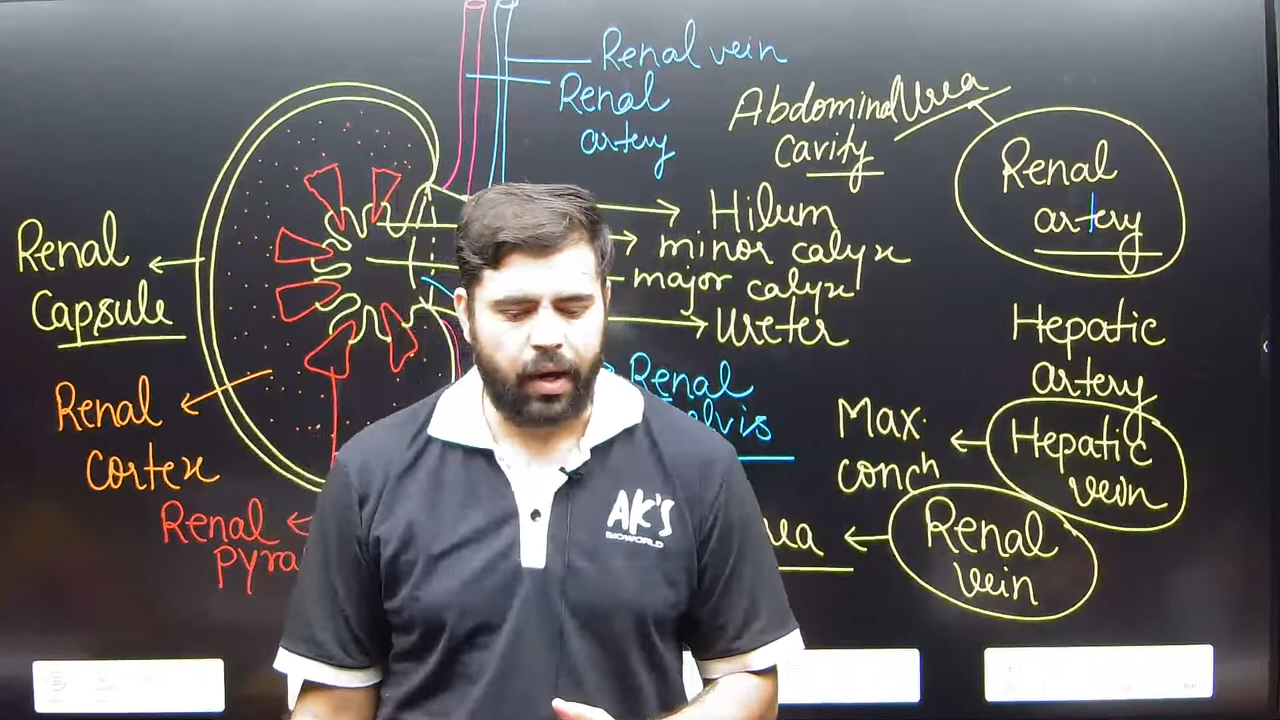 Renal vein
Renal
artery
Abdominal
cavity
Urea
Renal
artery
Hilum
minor calyx
major calyx
Ureter
Renal
Capsule
Renal
Cortex
Renal
Hepatic
artery
Hepatic
vein
Max.
conch
Renal
vein
AK'S
BIOWORLD